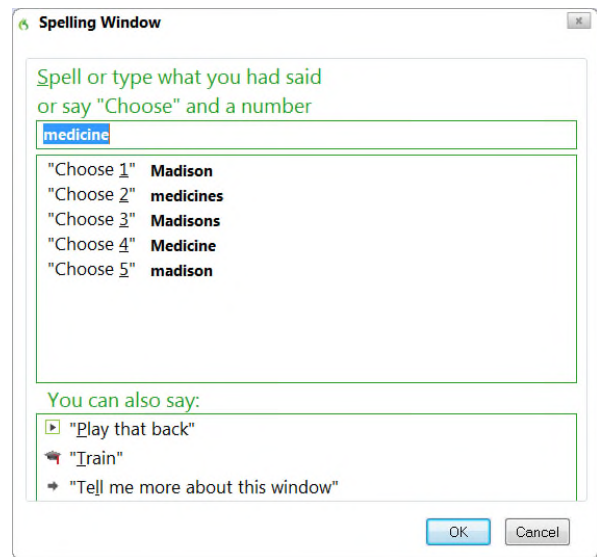 Spelling Window
Spell or type what you had said
or say "Choose" and a number
medicine
"Choose 1" Madison
"Choose 2" medicines
"Choose 3" Madisons
"Choose 4" Medicine
"Choose 5" madison
You can also say:
"Play that back"
"Train"
"Tell me more about this window"
OK Cancel